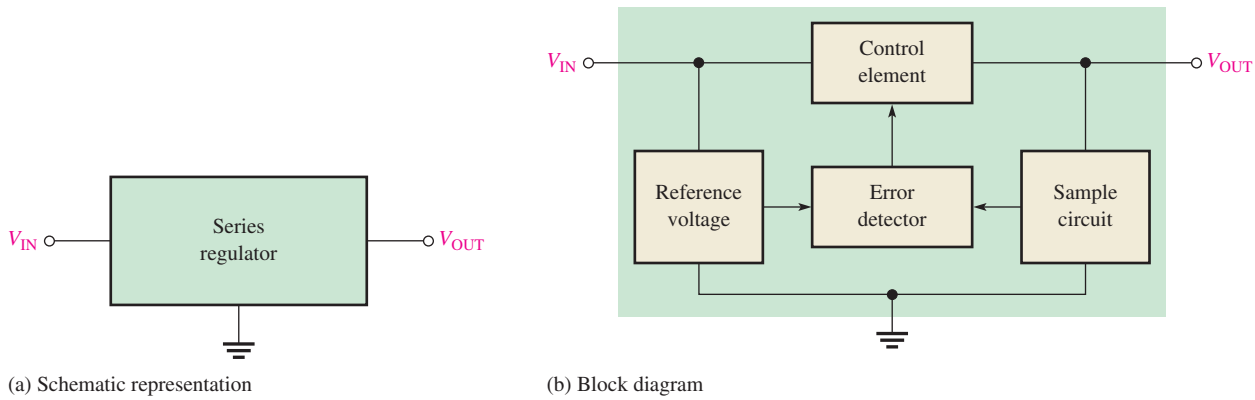 V_IN
Series
regulator
V_OUT
(a) Schematic representation
V_IN
Control
element
V_OUT
Reference
voltage
Error
detector
Sample
circuit
(b) Block diagram